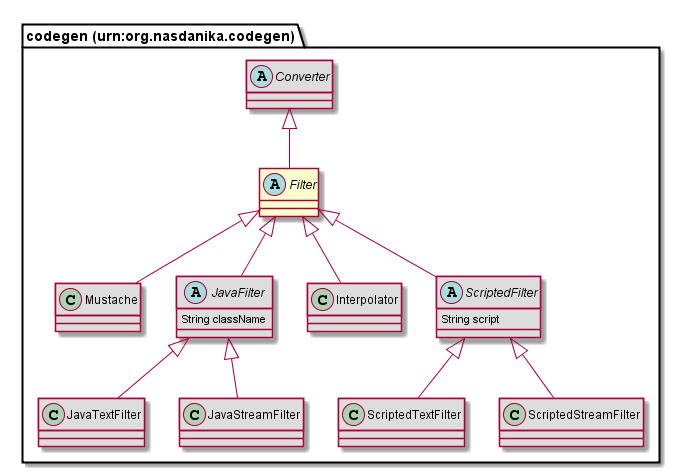 codegen (urn:org.nasdanika.codegen)
A Converter
A Filter
C Mustache
A JavaFilter
String className
C Interpolator
A ScriptedFilter
String script
C JavaTextFilter
C JavaStreamFilter
C ScriptedTextFilter
C ScriptedStreamFilter